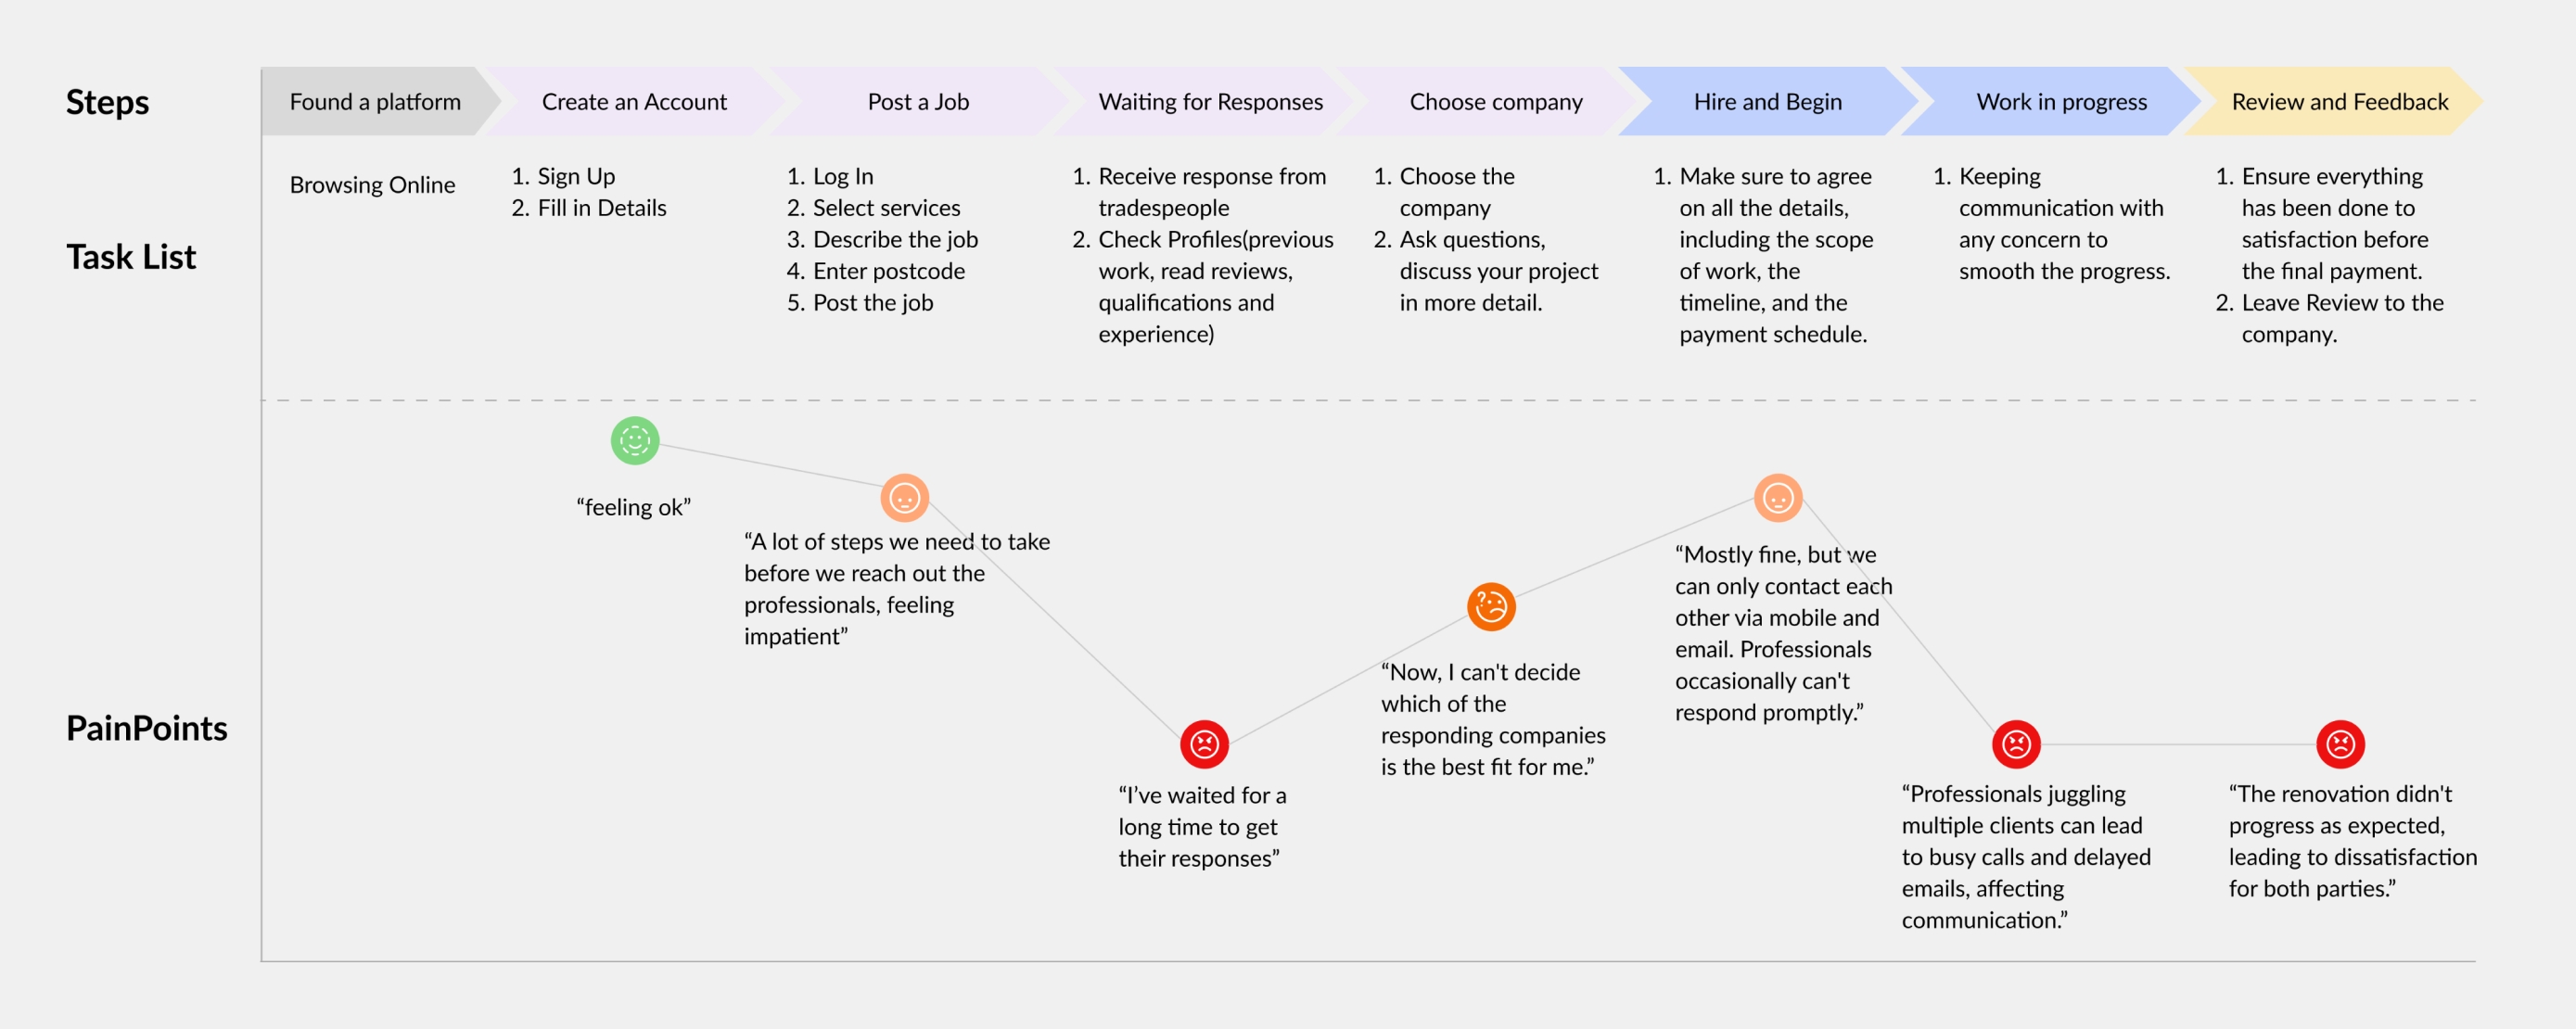 Steps
Found a platform
Create an Account
Post a Job
Waiting for Responses
Choose company
Hire and Begin
Work in progress
Review and Feedback
Task List
Browsing Online
1. Sign Up
2. Fill in Details
1. Log In
2. Select services
3. Describe the job
4. Enter postcode
5. Post the job
1. Receive response from
tradespeople
2. Check Profiles(previous
work, read reviews,
qualifications and
experience)
1. Choose the
company
2. Ask questions,
discuss your project
in more detail.
1. Make sure to agree
on all the details,
including the scope
of work, the
timeline, and the
payment schedule.
1. Keeping
communication with
any concern to
smooth the progress.
1. Ensure everything
has been done to
satisfaction before
the final payment.
2. Leave Review to the
company.
PainPoints
“feeling ok”
“A lot of steps we need to take
before we reach out the
professionals, feeling
impatient”
“I’ve waited for a
long time to get
their responses”
“Now, I can't decide
which of the
responding companies
is the best fit for me.”
“Mostly fine, but we
can only contact each
other via mobile and
email. Professionals
occasionally can't
respond promptly.”
“Professionals juggling
multiple clients can lead
to busy calls and delayed
emails, affecting
communication.”
“The renovation didn't
progress as expected,
leading to dissatisfaction
for both parties.”